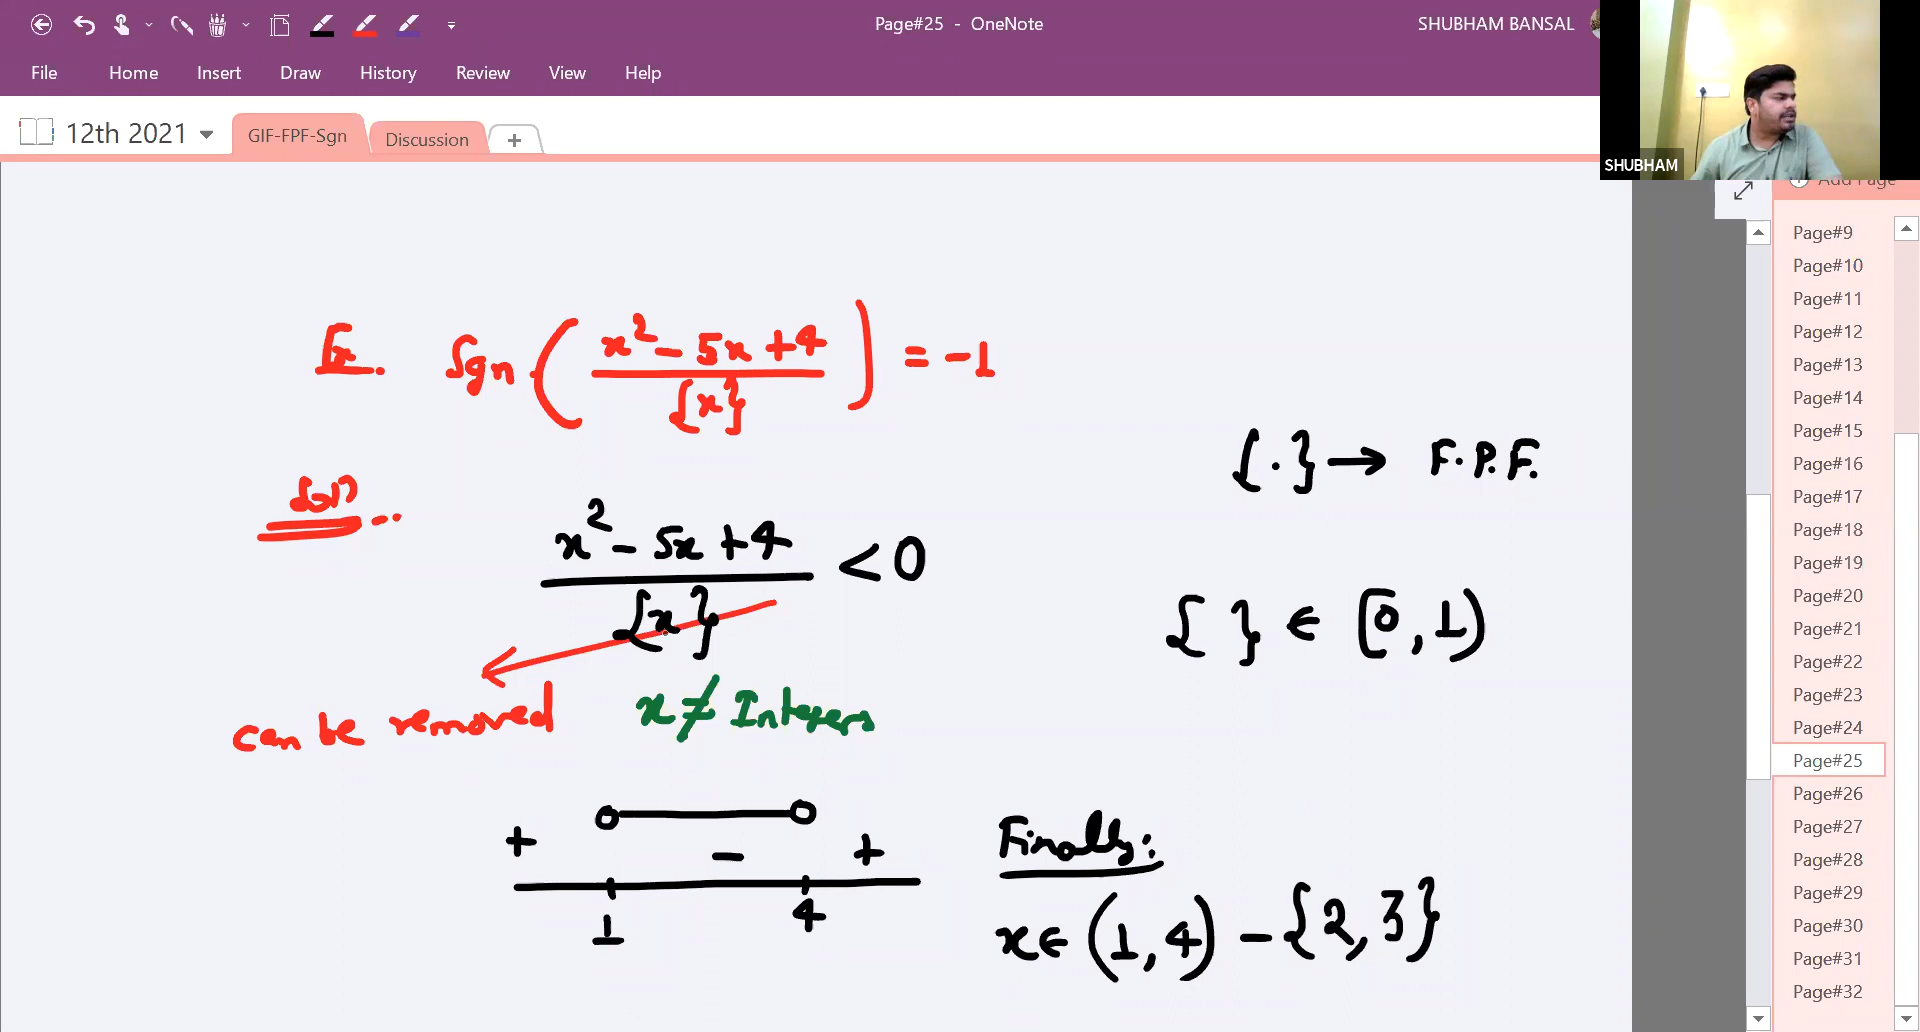 Page#25 - OneNote
SHUBHAM BANSAL
File Home Insert Draw History Review View Help
12th 2021
GIF-FPF-Sgn
Discussion
SHUBHAM
Add Page
Page#9
Page#10
Page#11
Page#12
Page#13
Page#14
Page#15
Page#16
Page#17
Page#18
Page#19
Page#20
Page#21
Page#22
Page#23
Page#24
Page#25
Page#26
Page#27
Page#28
Page#29
Page#30
Page#31
Page#32
Ex. Sgn( (x² - 5x + 4) / {x} ) = -1
{.} → F.P.F.
Solⁿ
(x² - 5x + 4) / {x} < 0
{ } ∈ [0, 1)
can be removed
x ≠ Integers
+ - +
1 4
Finally:
x ∈ (1, 4) - {2, 3}